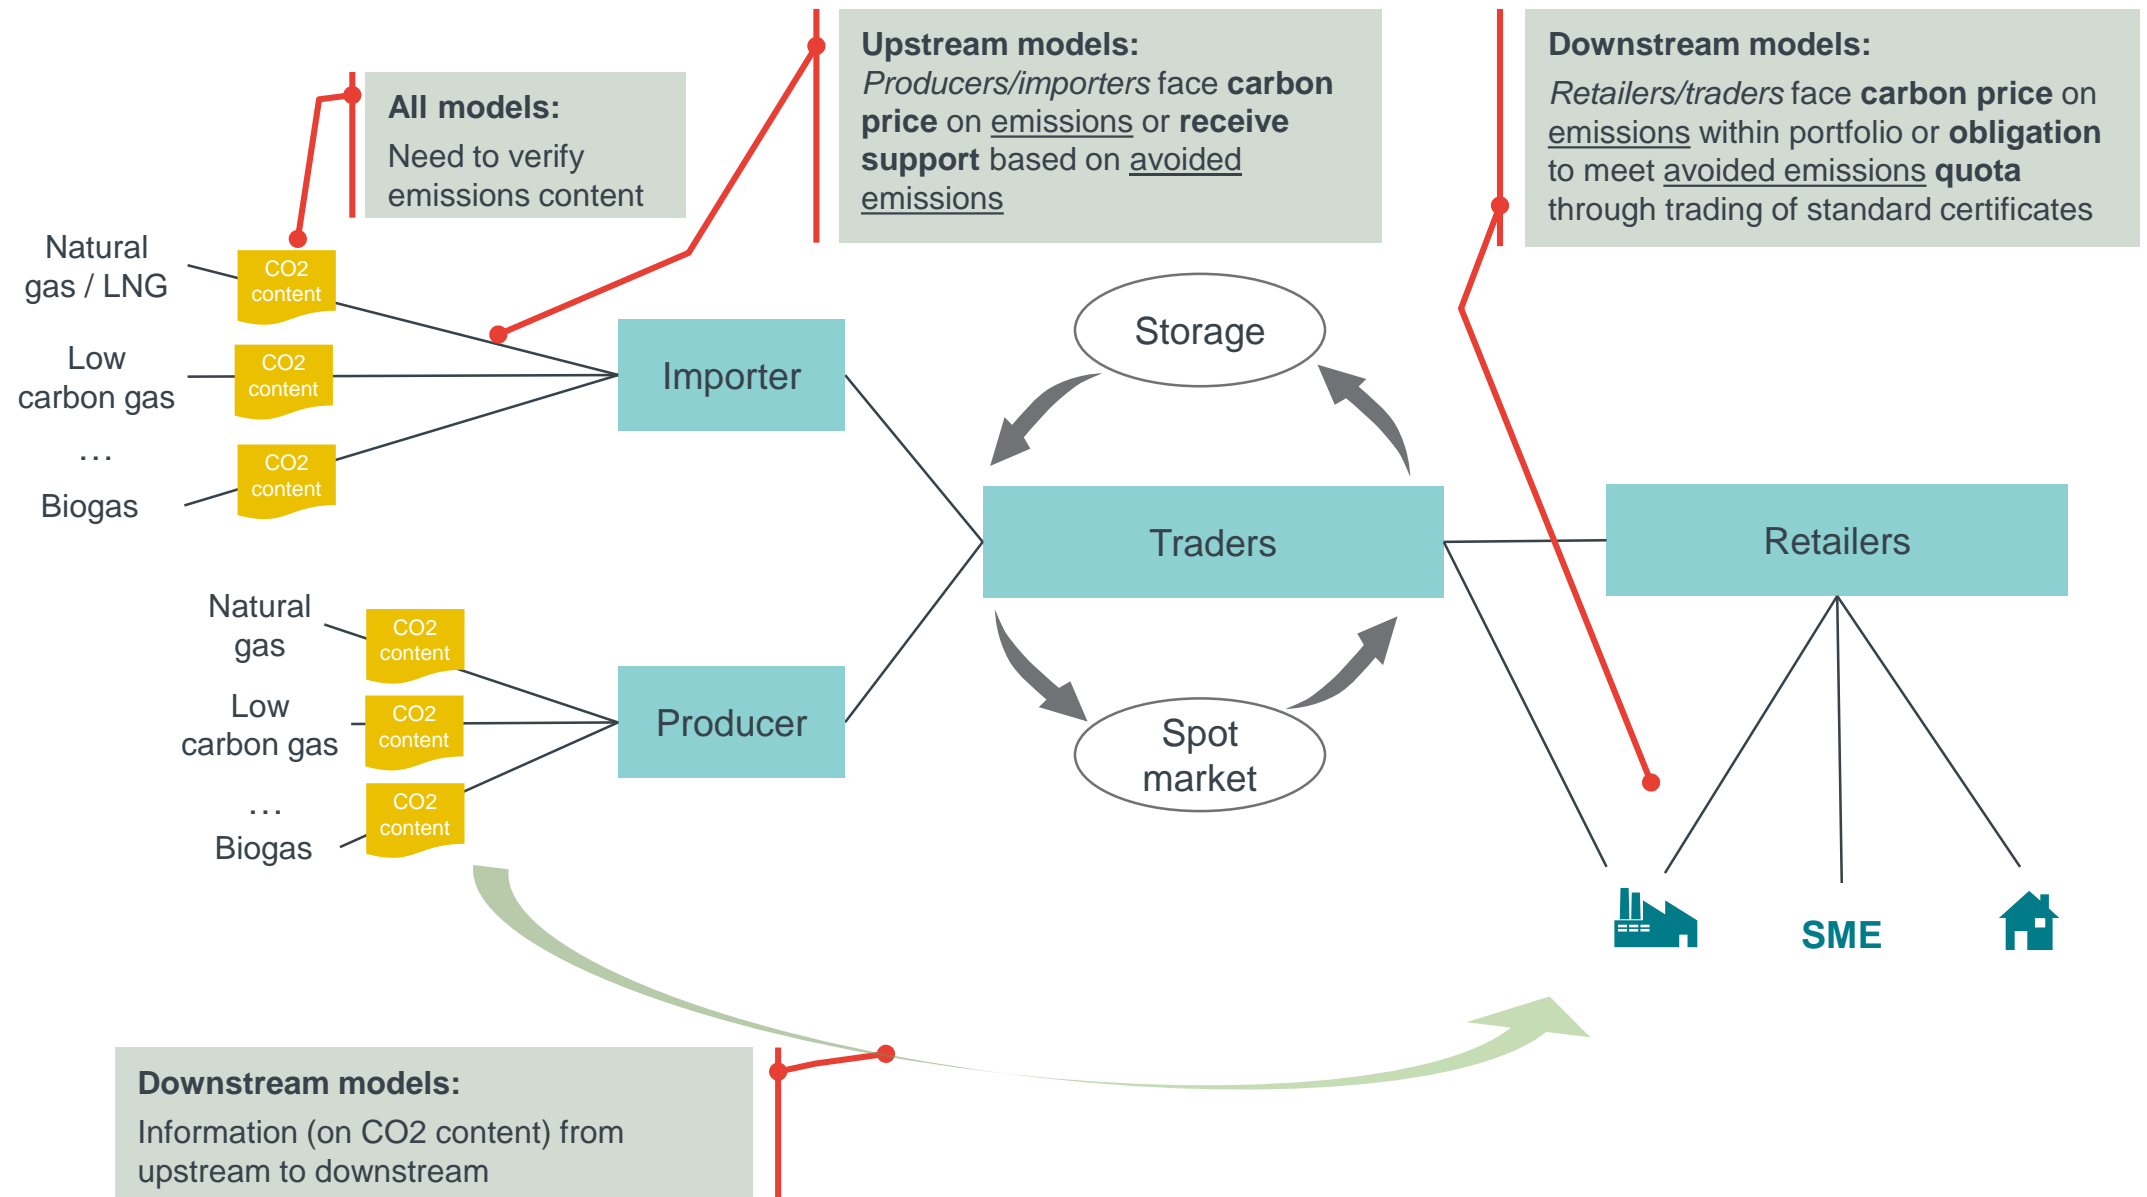 All models:
Need to verify
emissions content
Upstream models:
Producers/importers face carbon
price on emissions or receive
support based on avoided
emissions
Downstream models:
Retailers/traders face carbon price on
emissions within portfolio or obligation
to meet avoided emissions quota
through trading of standard certificates
Natural
gas / LNG
CO2
content
Low
carbon gas
CO2
content
...
Biogas
CO2
content
Importer
Storage
Traders
Retailers
Natural
gas
CO2
content
Low
carbon gas
CO2
content
...
Biogas
CO2
content
Producer
Spot
market
SME
Downstream models:
Information (on CO2 content) from
upstream to downstream